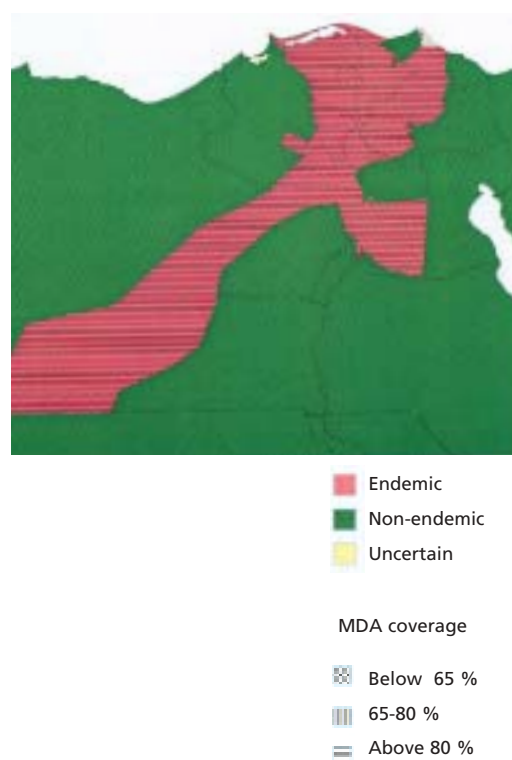 Endemic
Non-endemic
Uncertain
MDA coverage
Below 65 %
65-80 %
Above 80 %